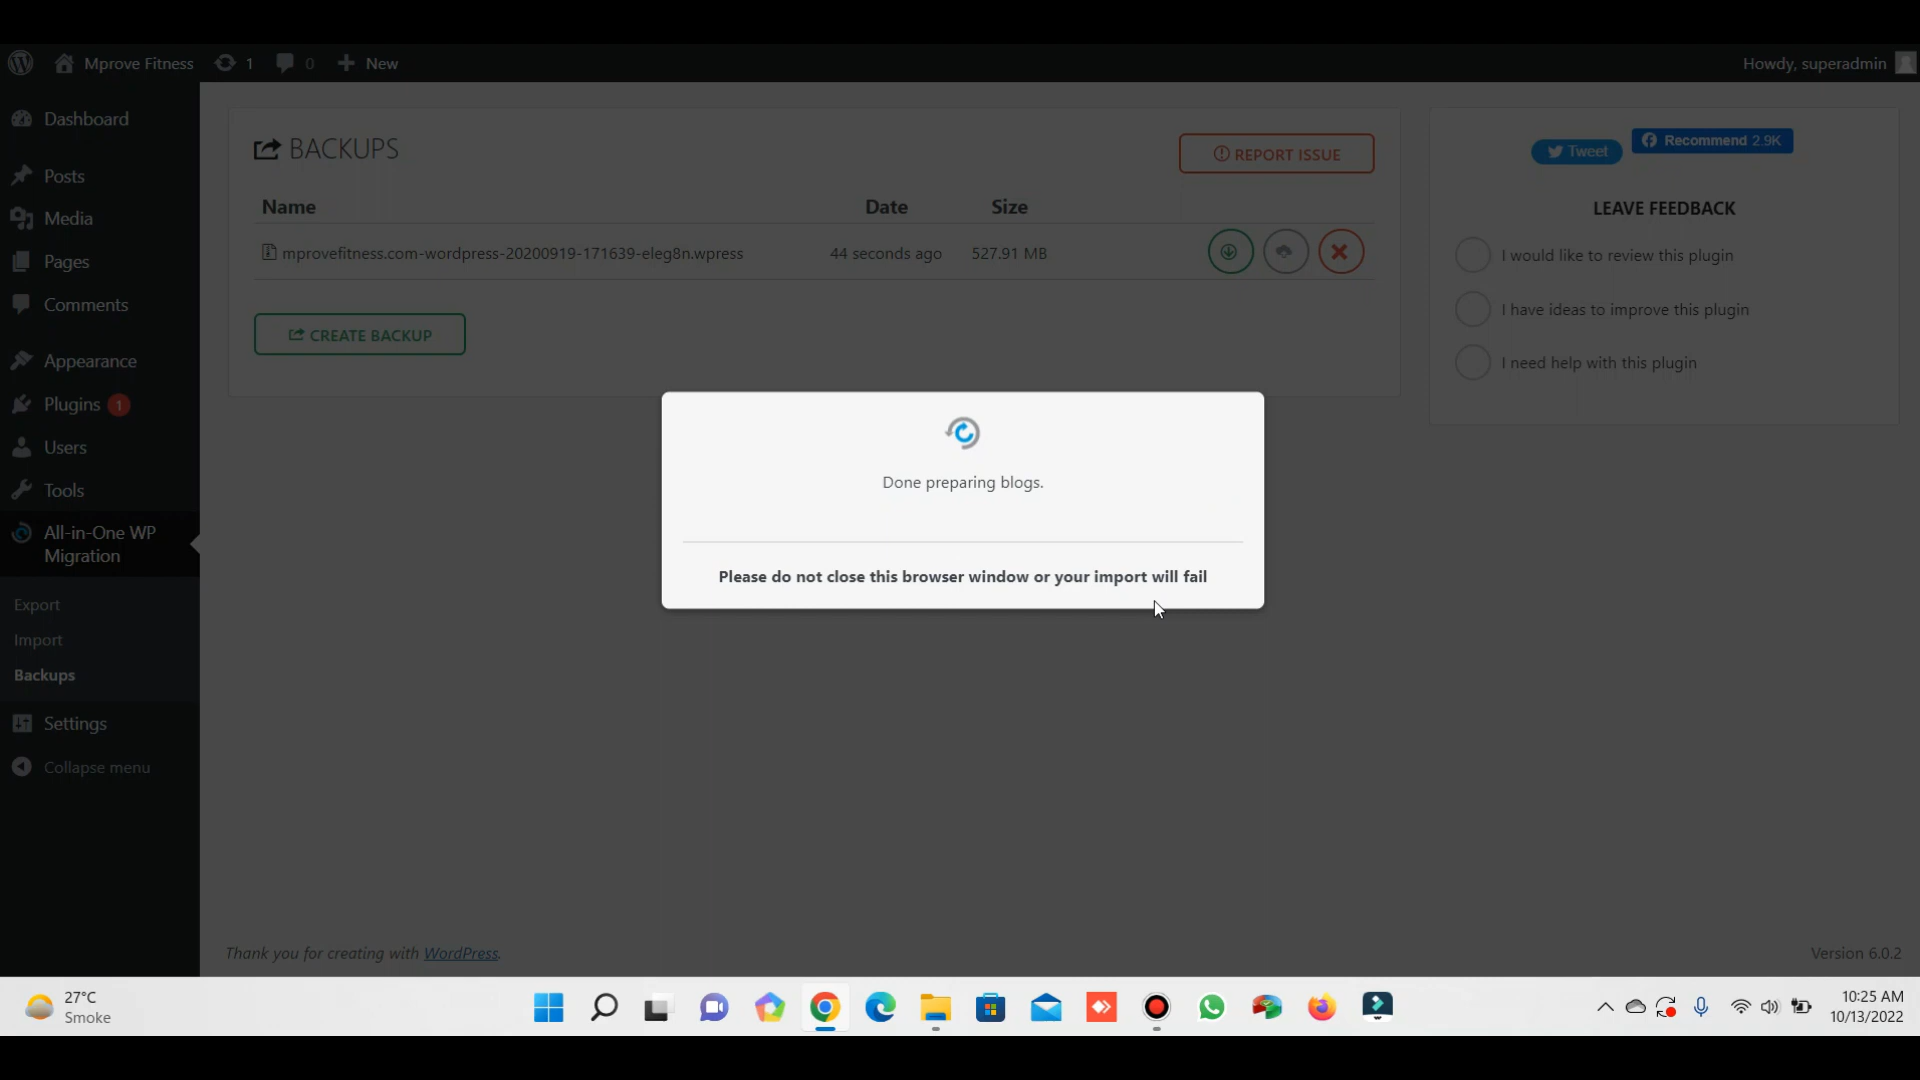 Mprove Fitness
1
0
New
Howdy, superadmin
Dashboard
Posts
Media
Pages
Comments
Appearance
Plugins 1
Users
Tools
All-in-One WP
Migration
Export
Import
Backups
Settings
Collapse menu
BACKUPS
REPORT ISSUE
Name Date Size
mprovefitness.com-wordpress-20200919-171639-eleg8n.wpress 44 seconds ago 527.91 MB
CREATE BACKUP
Tweet
Recommend 2.9K
LEAVE FEEDBACK
I would like to review this plugin
I have ideas to improve this plugin
I need help with this plugin
Done preparing blogs.
Please do not close this browser window or your import will fail
Thank you for creating with WordPress.
Version 6.0.2
27°C
Smoke
10:25 AM
10/13/2022